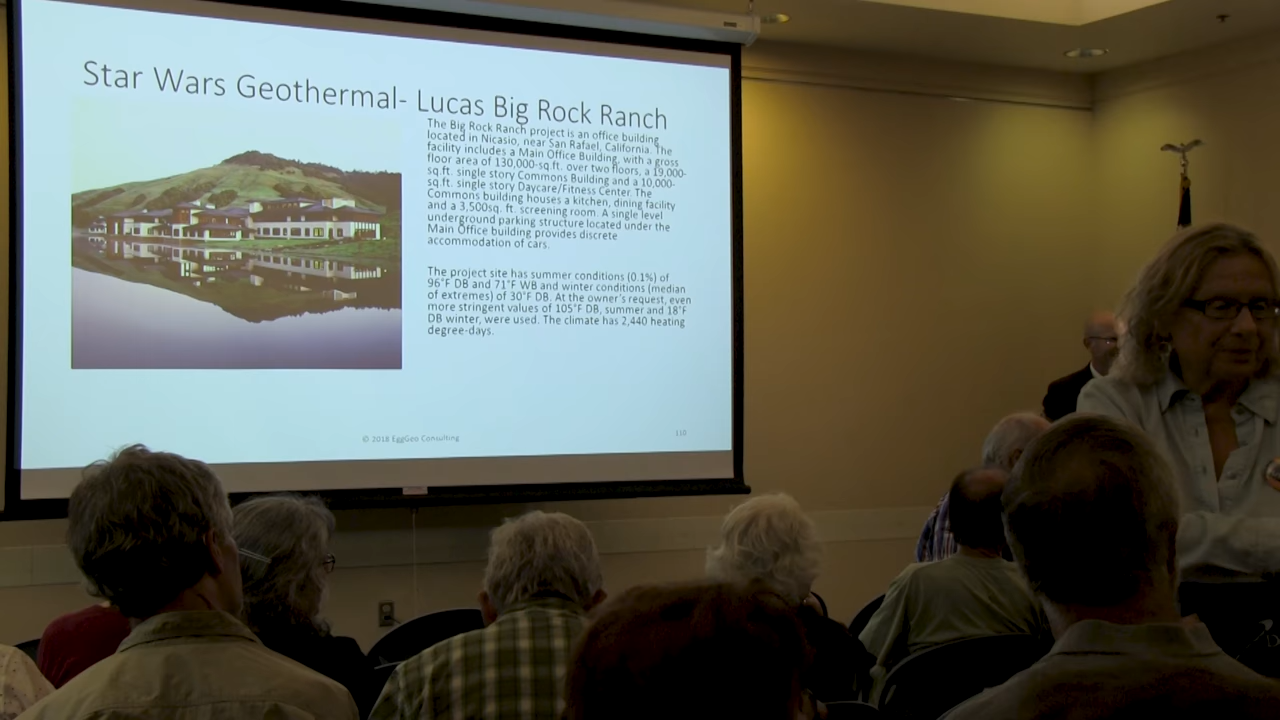 Star Wars Geothermal- Lucas Big Rock Ranch
The Big Rock Ranch project is an office building
located in Nicasio, near San Rafael, California. The
facility includes a Main Office Building, with a gross
floor area of 130,000-sq.ft. over two floors, a 19,000-
sq.ft. single story Commons Building and a 10,000-
sq.ft. single story Daycare/Fitness Center. The
Commons building houses a kitchen, dining facility
and a 3,500sq. ft. screening room. A single level
underground parking structure located under the
Main Office building provides discrete
accommodation of cars.
The project site has summer conditions (0.1%) of
96°F DB and 71°F WB and winter conditions (median
of extremes) of 30°F DB. At the owner's request, even
more stringent values of 105°F DB, summer and 18°F
DB winter, were used. The climate has 2,440 heating
degree-days.
© 2018 EggGeo Consulting
110